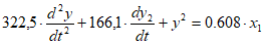 322,5 · d²y/dt² + 166,1 · dy₂/dt + y² = 0.608 · x₁